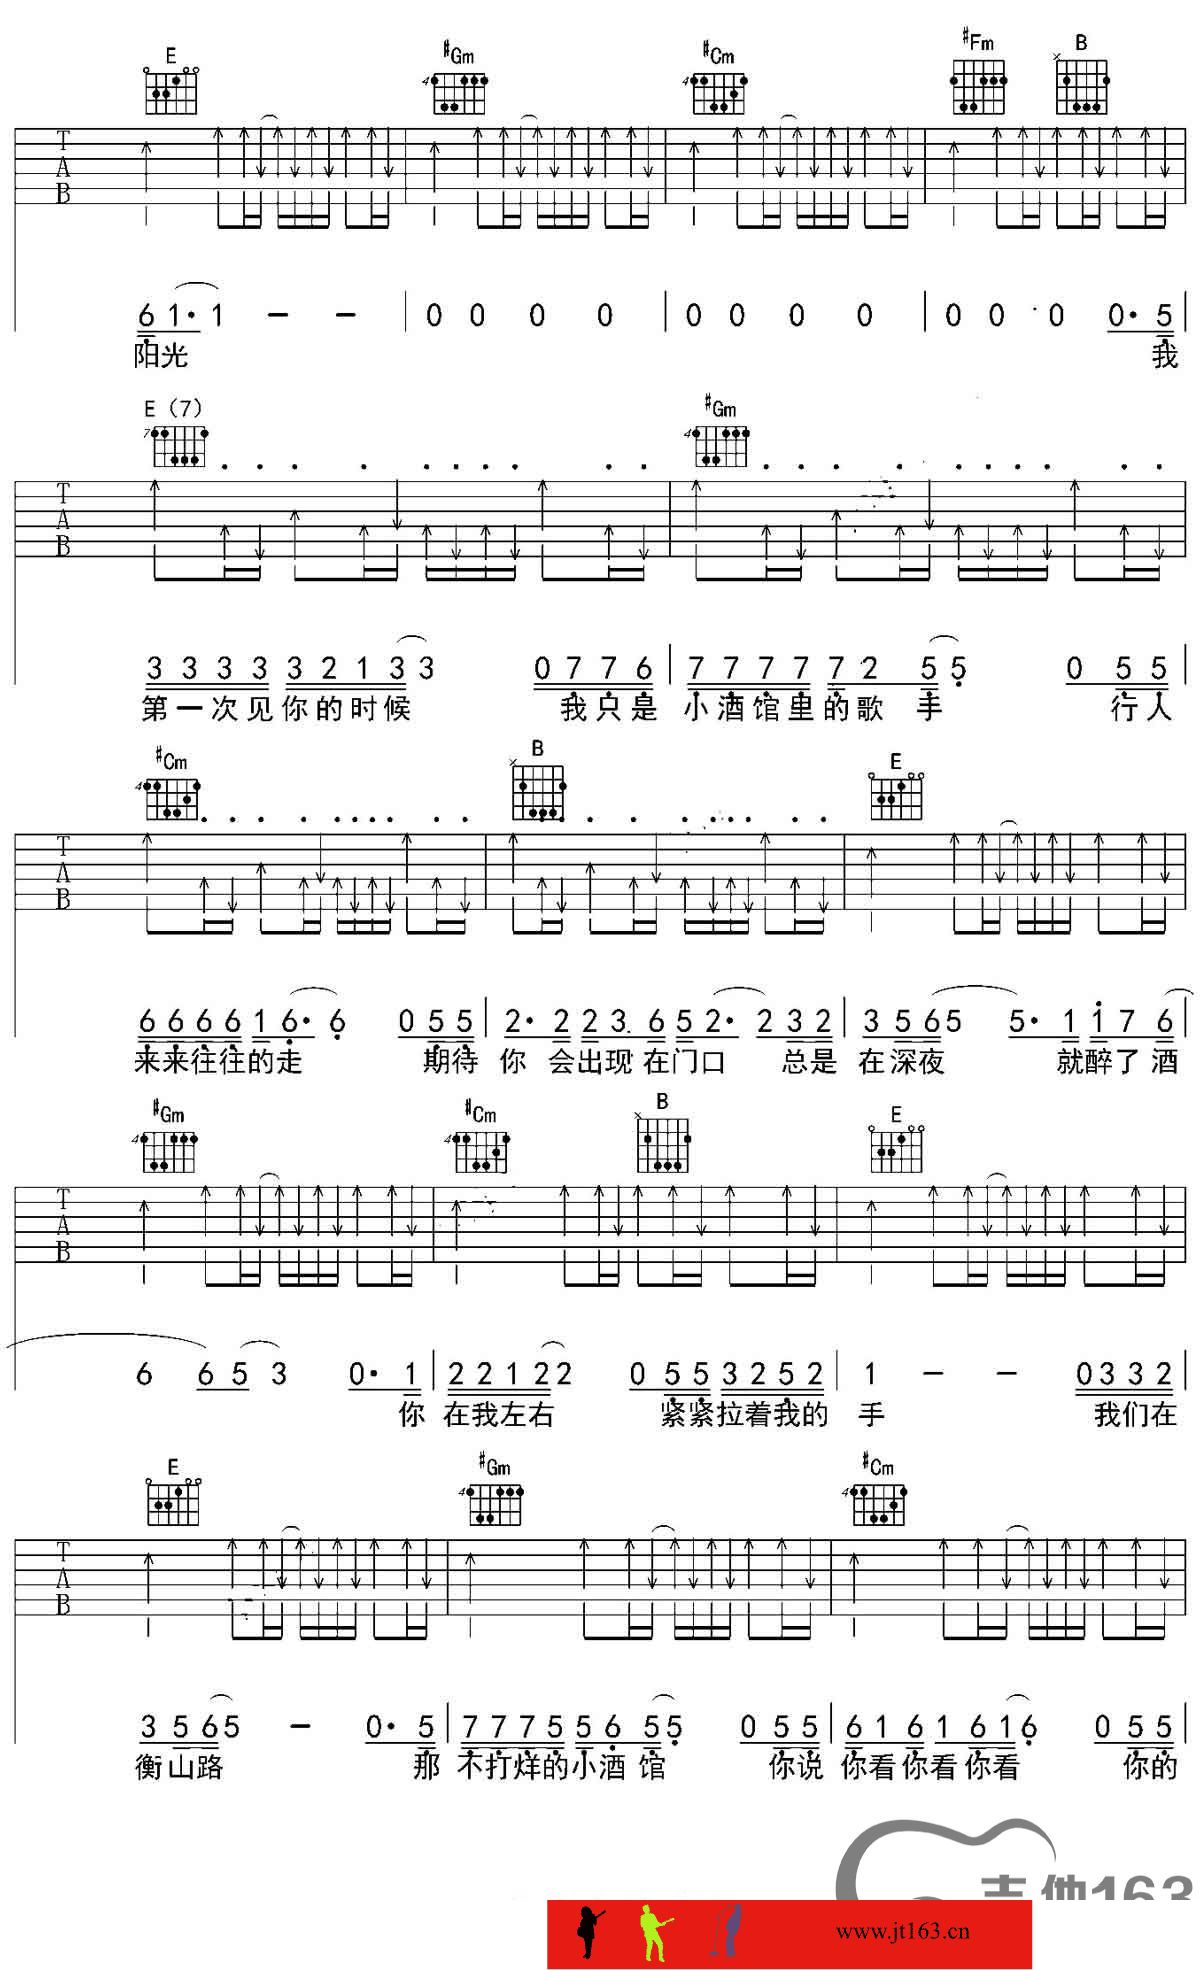 E #Gm #Cm #Fm B
4 4
T A B
6 1· 1 - - 0 0 0 0 0 0 0 0 0 0 0 0· 5
阳光 我
E (7) #Gm
7 4
T A B
3 3 3 3 3 2 1 3 3 0 7 7 6 7 7 7 7 7 2 5 5 0 5 5
第一次见你的时候 我只是 小酒馆里的歌 手 行人
#Cm B E
4
T A B
6 6 6 6 1 6· 6 0 5 5 2· 2 2 3 6 5 2· 2 3 2 3 5 6 5 5· 1 1 7 6
来来往往的走 期待 你 会出现在门口 总是 在深夜 就醉了 酒
#Gm #Cm B E
4 4
T A B
6 6 5 3 0· 1 2 2 1 2 2 0 5 5 3 2 5 2 1 - - 0 3 3 2
你 在我左右 紧紧拉着我的 手 我们在
E #Gm #Cm
4 4
T A B
3 5 6 5 - 0· 5 7 7 7 5 5 6 5 5 0 5 5 6 1 6 1 6 1 6 0 5 5
衡山路 那 不打烊的小酒 馆 你说 你看你看你看 你的
吉他163
www.jt163.cn